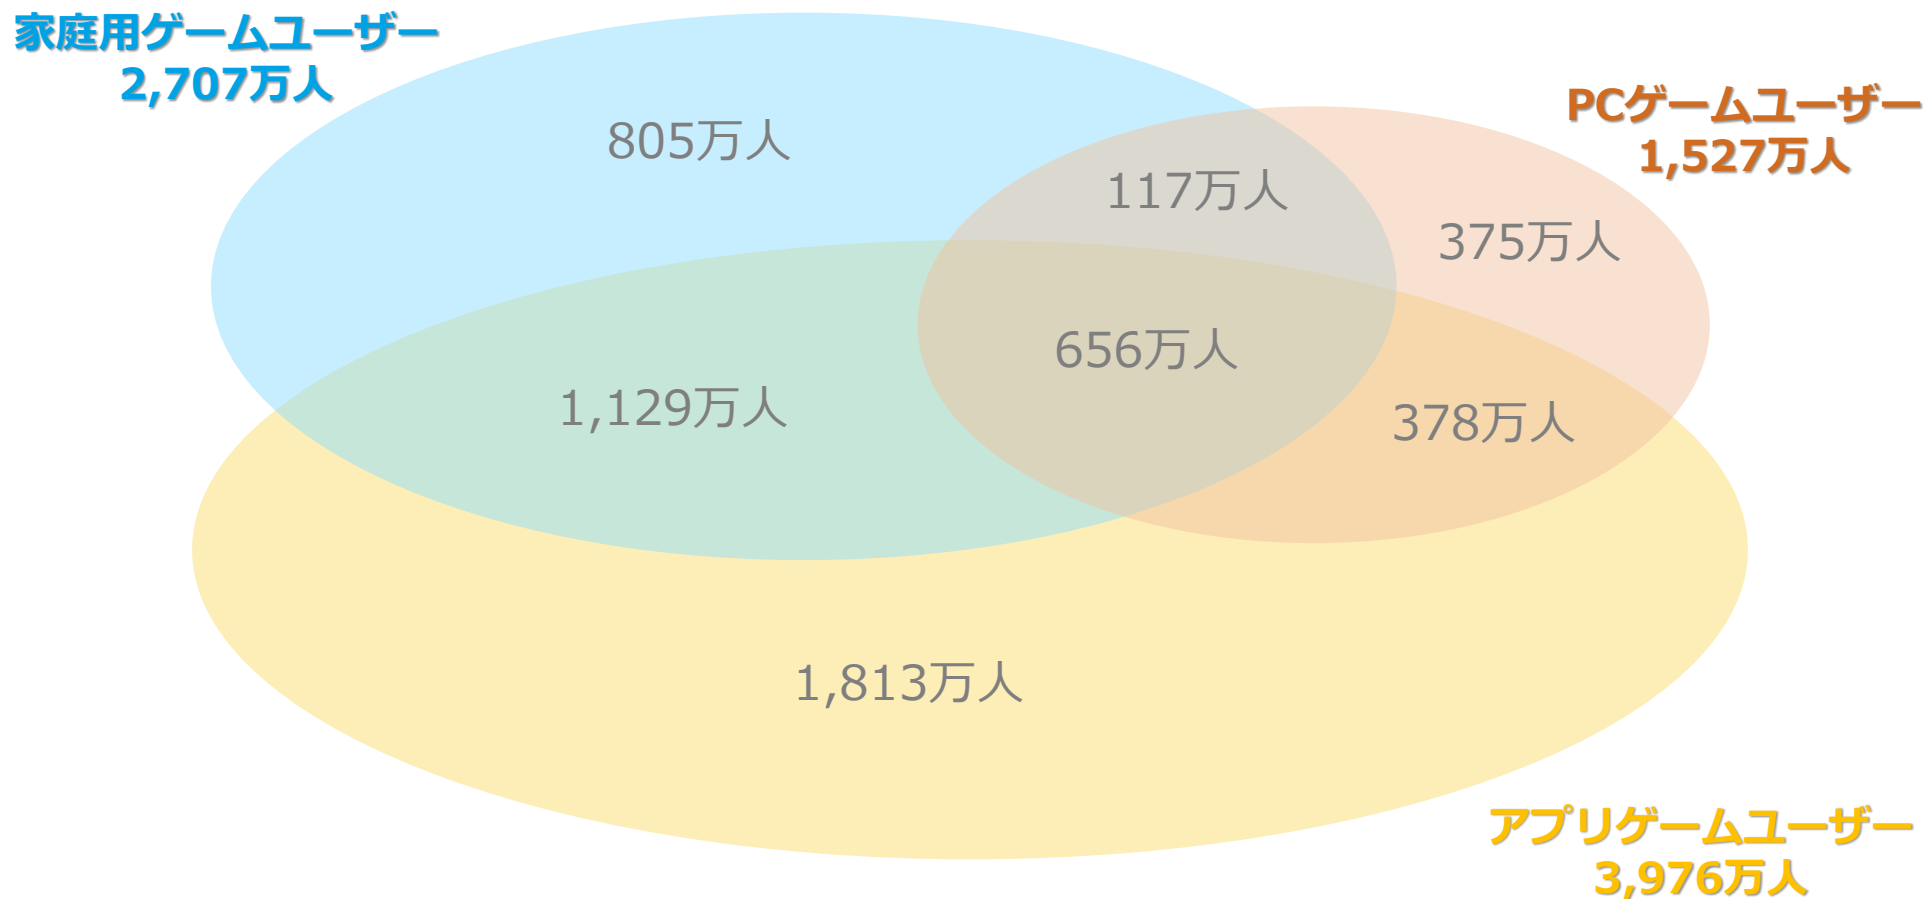 家庭用ゲームユーザー
2,707万人
PCゲームユーザー
1,527万人
805万人
117万人
375万人
656万人
1,129万人
378万人
1,813万人
アプリゲームユーザー
3,976万人